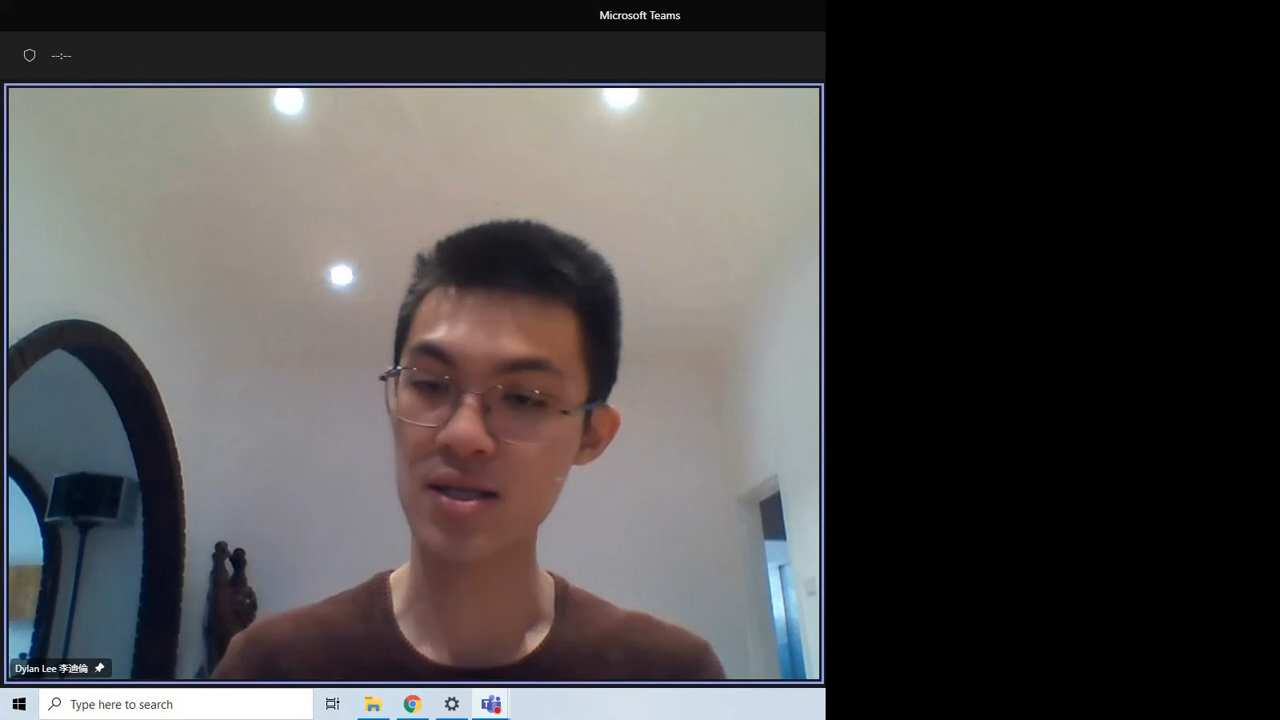 Microsoft Teams
--:--
Dylan Lee 李迪倫
Type here to search